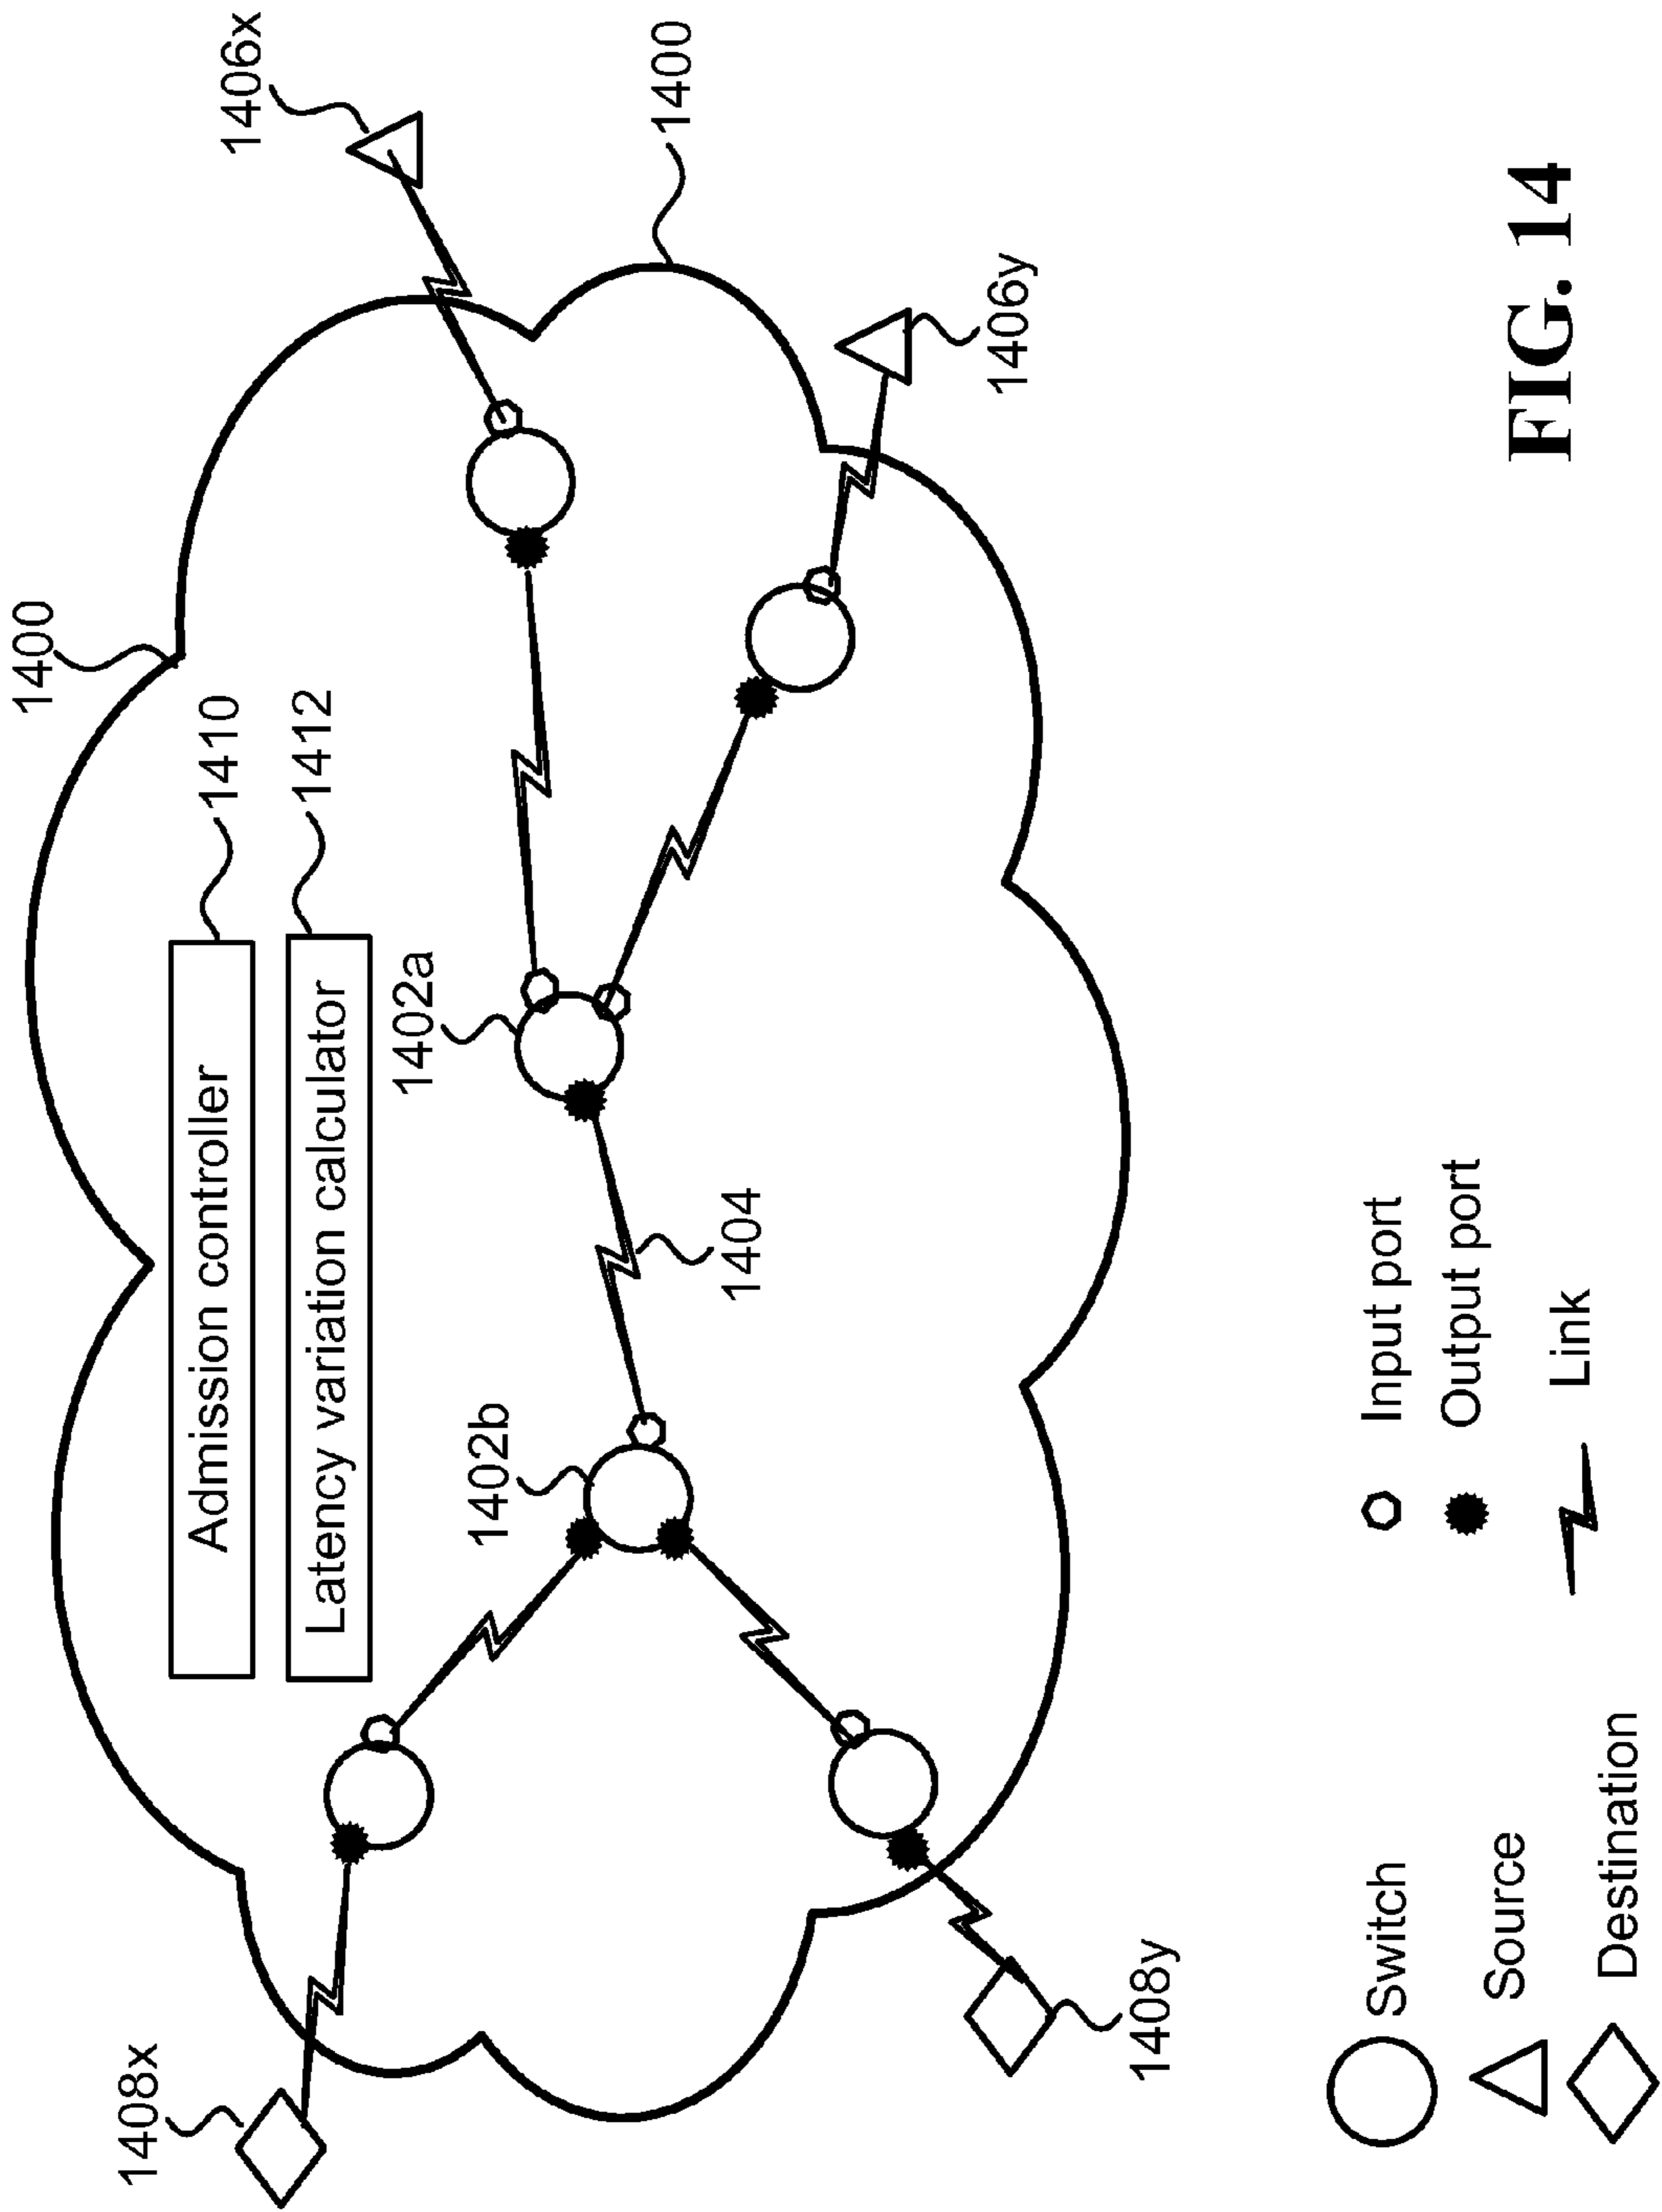 1400
Admission controller
1410
Latency variation calculator
1412
1406x
1400
1408x
1402b
1402a
1404
1406y
1408y
Switch
Input port
Source
Output port
Destination
Link
FIG. 14